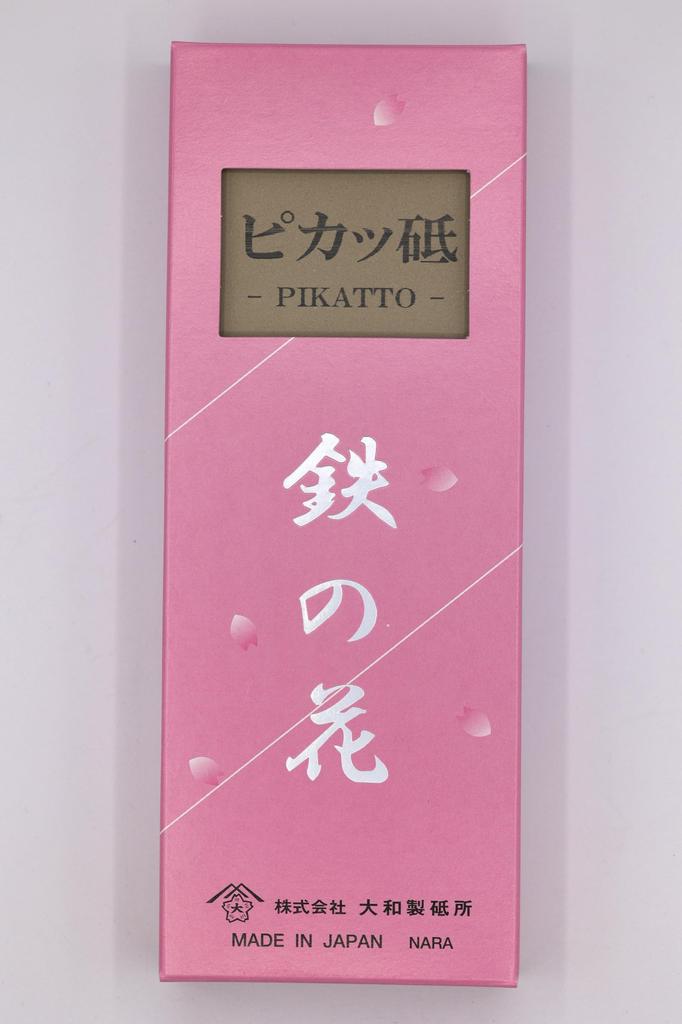 ピカッ砥
- PIKATTO -
鉄の花
大
株式会社 大和製砥所
MADE IN JAPAN NARA